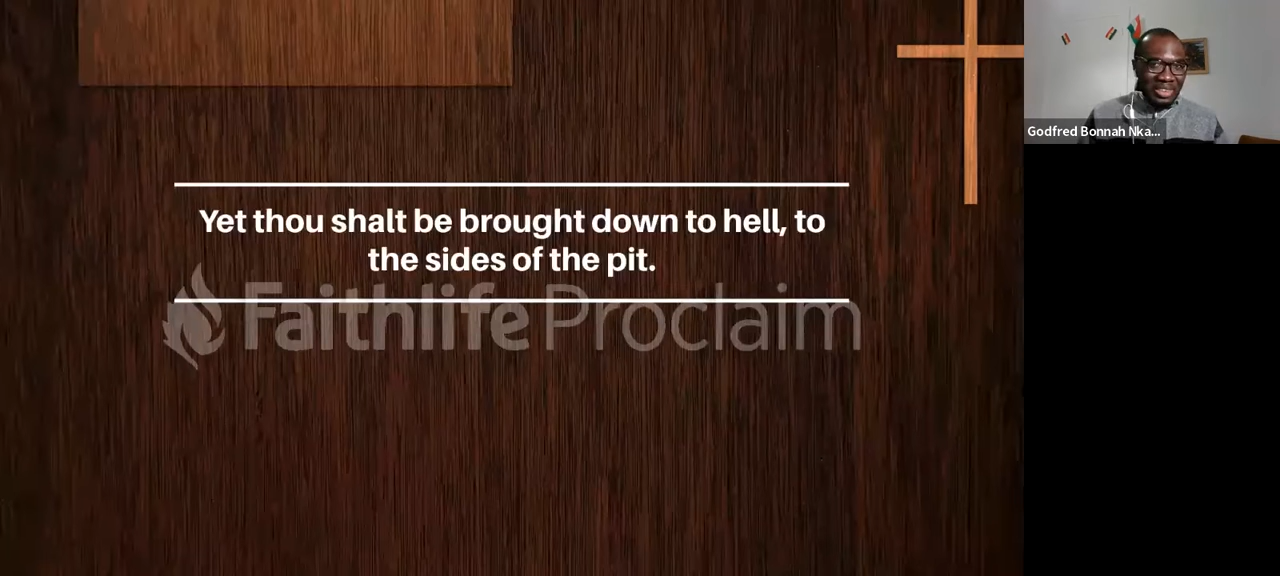 Yet thou shalt be brought down to hell, to
the sides of the pit.
Faithlife Proclaim
Godfred Bonnah Nka...